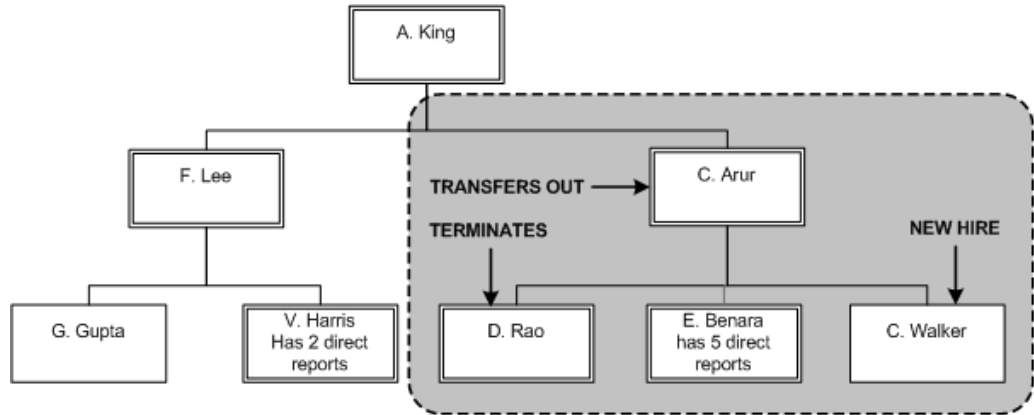 A. King
F. Lee
C. Arur
TRANSFERS OUT
TERMINATES
NEW HIRE
G. Gupta
V. Harris
Has 2 direct
reports
D. Rao
E. Benara
has 5 direct
reports
C. Walker